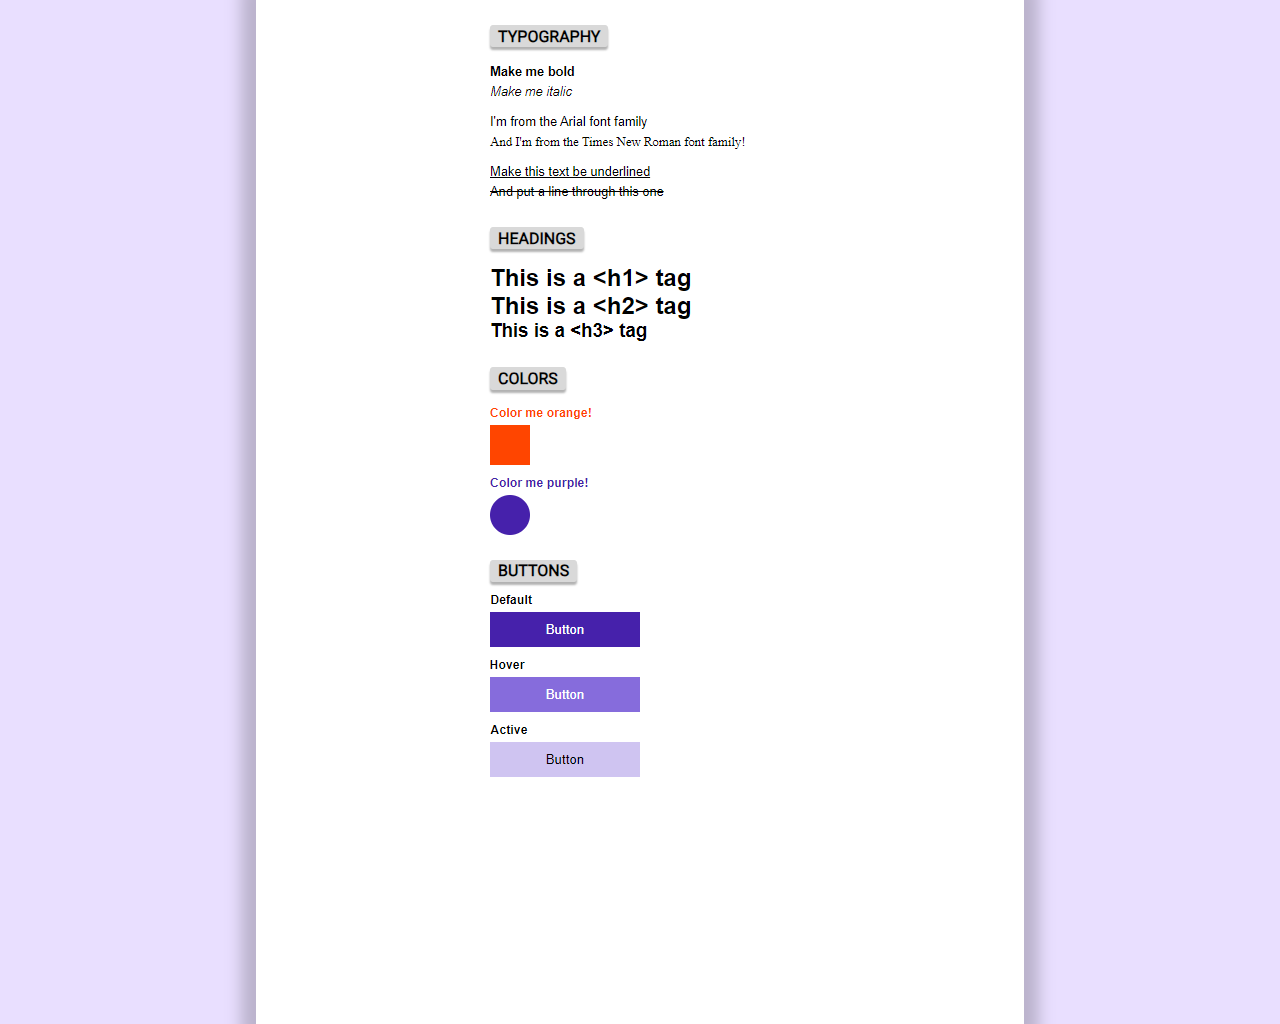 TYPOGRAPHY
Make me bold
Make me italic
I'm from the Arial font family
And I'm from the Times New Roman font family!
Make this text be underlined
And put a line through this one
HEADINGS
This is a <h1> tag
This is a <h2> tag
This is a <h3> tag
COLORS
Color me orange!
Color me purple!
BUTTONS
Default
Button
Hover
Button
Active
Button